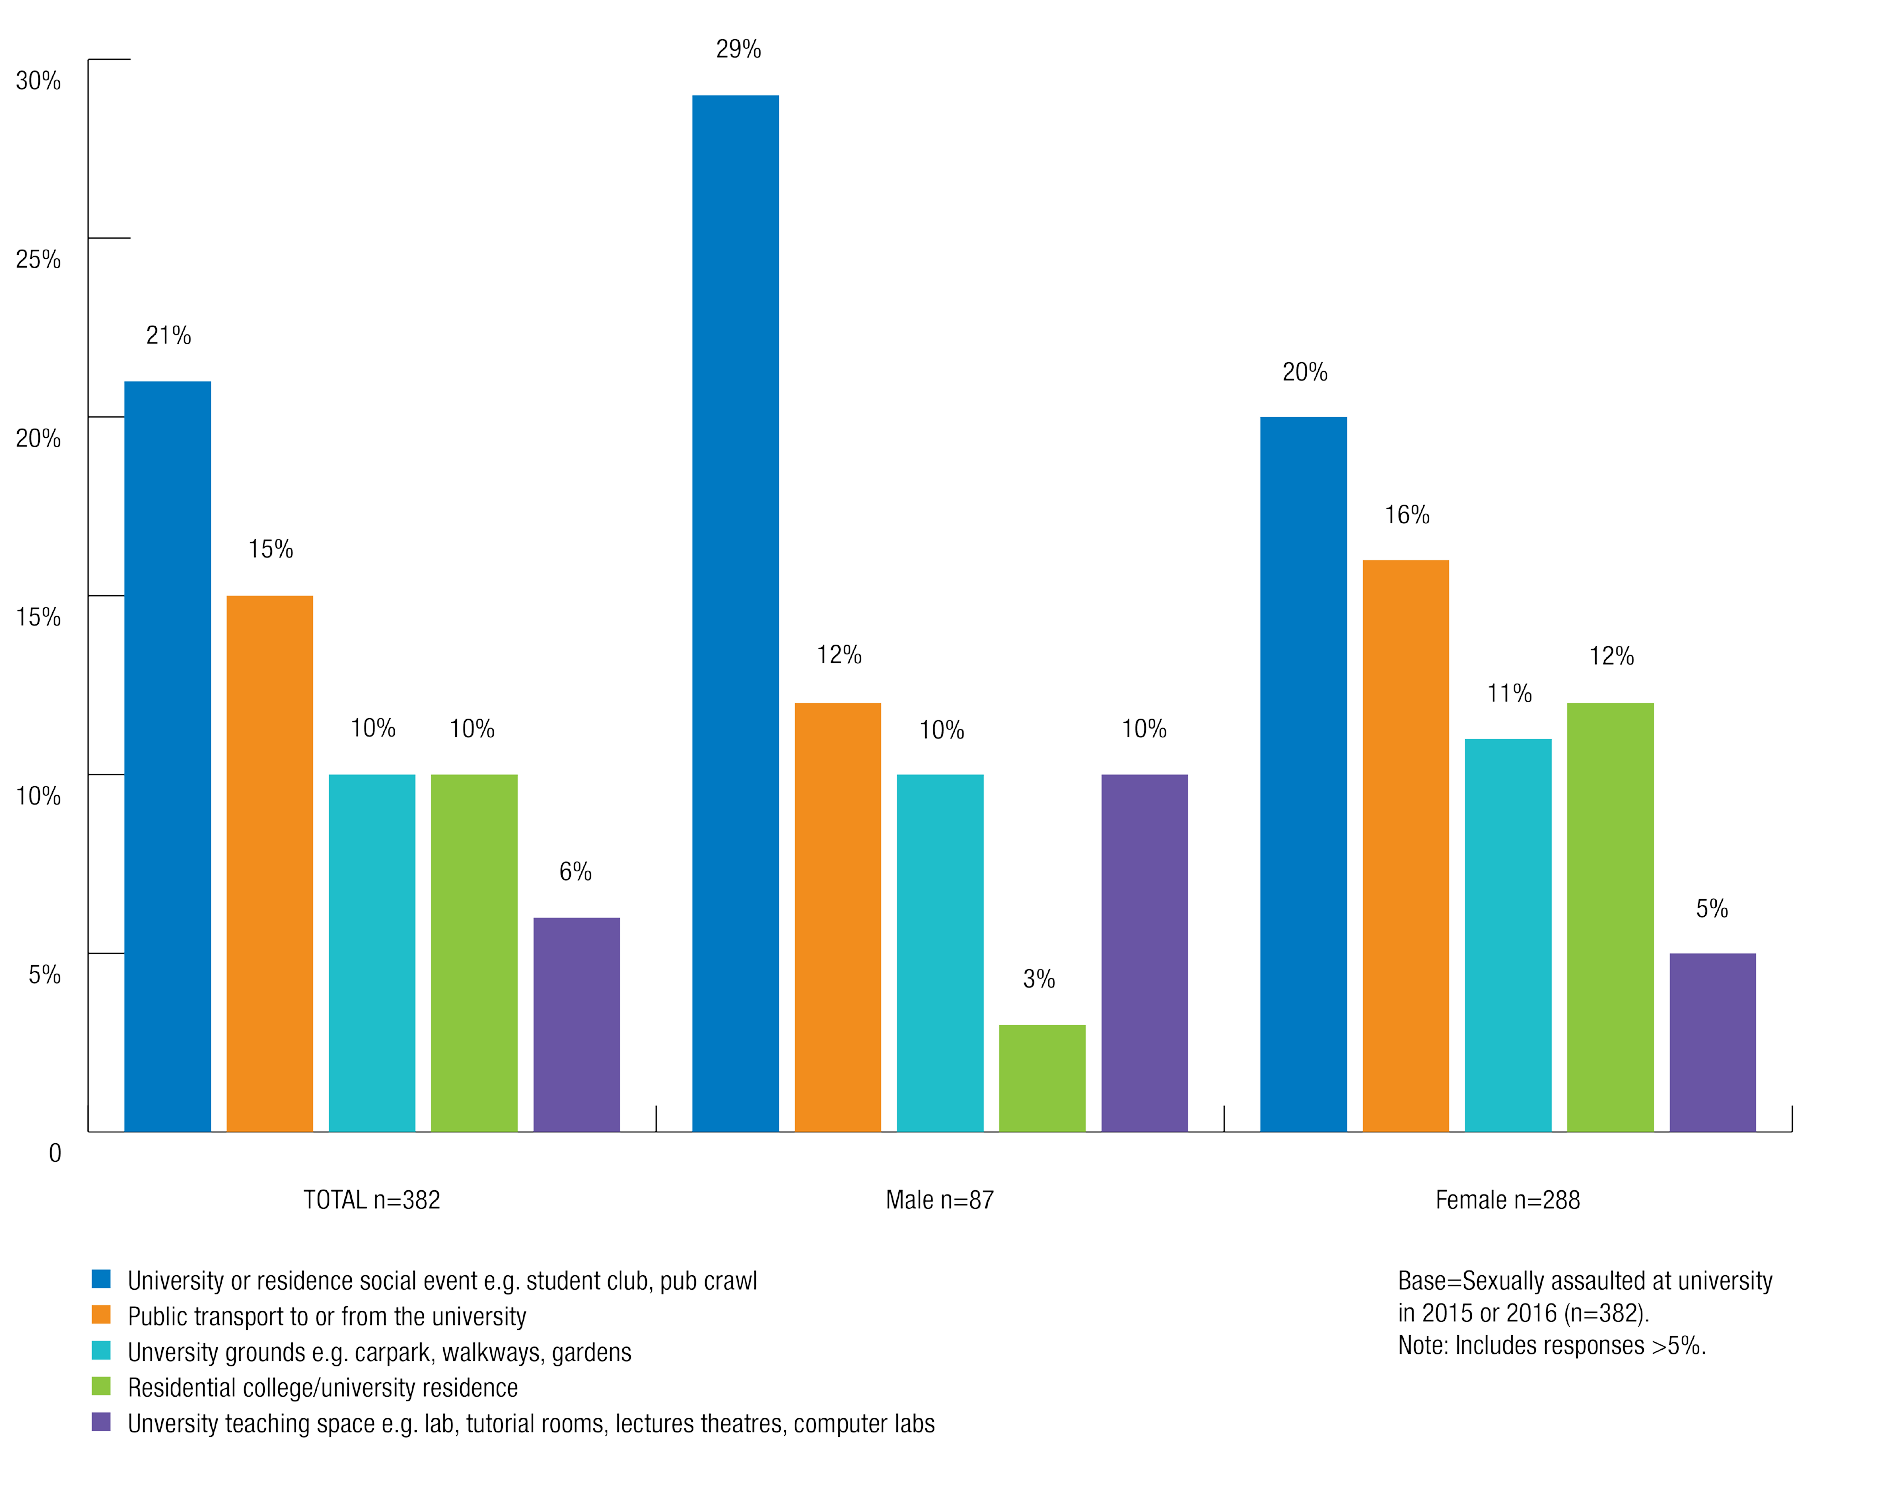 30%
25%
20%
15%
10%
5%
0
21%
15%
10%
10%
6%
29%
12%
10%
3%
10%
20%
16%
11%
12%
5%
TOTAL n=382
Male n=87
Female n=288
University or residence social event e.g. student club, pub crawl
Public transport to or from the university
Unversity grounds e.g. carpark, walkways, gardens
Residential college/university residence
Unversity teaching space e.g. lab, tutorial rooms, lectures theatres, computer labs
Base=Sexually assaulted at university
in 2015 or 2016 (n=382).
Note: Includes responses >5%.